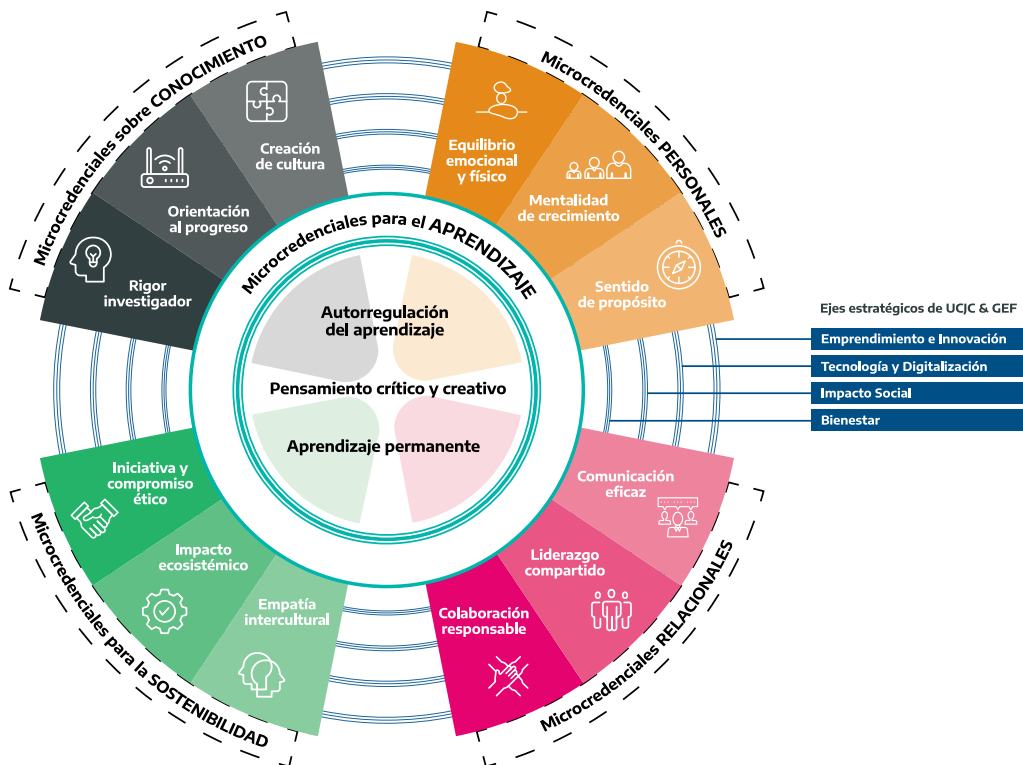 Microcredenciales sobre CONOCIMIENTO
Creación
de cultura
Orientación
al progreso
Rigor
investigador
Microcredenciales PERSONALES
Equilibrio
emocional
y físico
Mentalidad
de crecimiento
Sentido
de propósito
Microcredenciales para el APRENDIZAJE
Autorregulación
del aprendizaje
Pensamiento crítico y creativo
Aprendizaje permanente
Ejes estratégicos de UCJC & GEF
Emprendimiento e Innovación
Tecnología y Digitalización
Impacto Social
Bienestar
Iniciativa y
compromiso
ético
Impacto
ecosistémico
Empatía
intercultural
Microcredenciales para la SOSTENIBILIDAD
Comunicación
eficaz
Liderazgo
compartido
Colaboración
responsable
Microcredenciales RELACIONALES